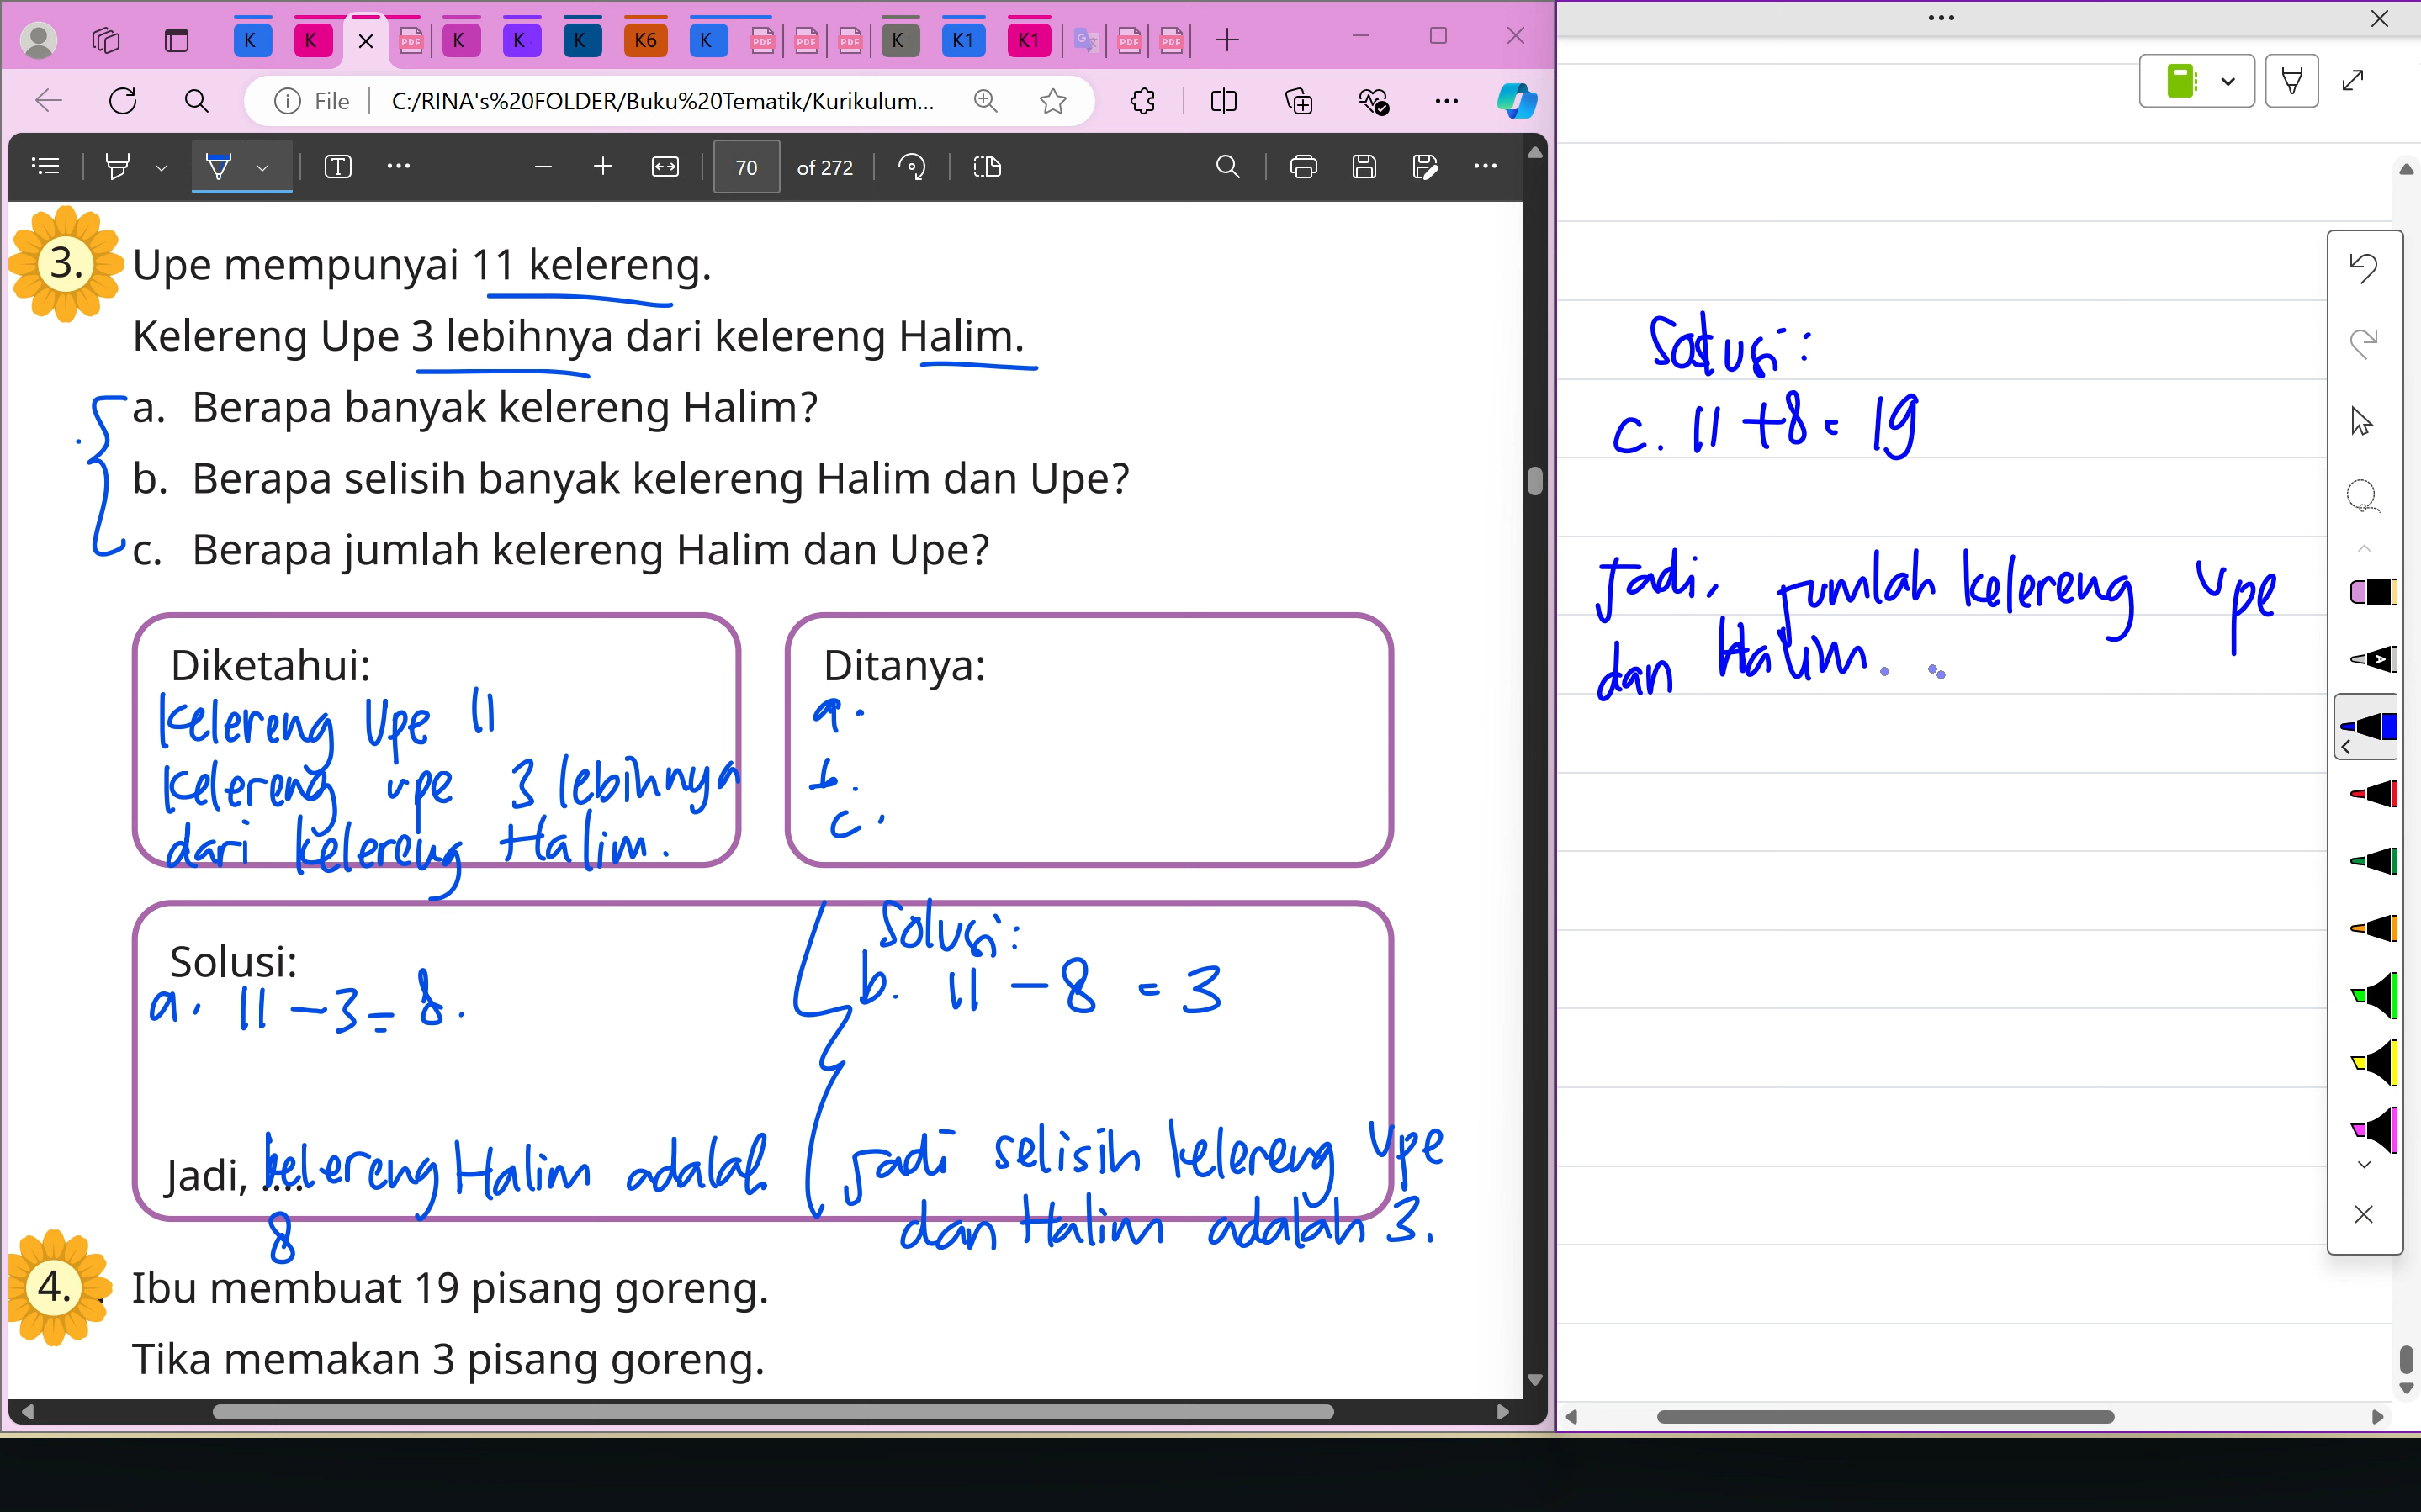 K K K K K K6 K K K1 K1
File C:/RINA's%20FOLDER/Buku%20Tematik/Kurikulum...
70 of 272
3. Upe mempunyai 11 kelereng.
Kelereng Upe 3 lebihnya dari kelereng Halim.
a. Berapa banyak kelereng Halim?
b. Berapa selisih banyak kelereng Halim dan Upe?
c. Berapa jumlah kelereng Halim dan Upe?
Diketahui:
kelereng Upe 11
kelereng upe 3 lebihnya
dari kelereng Halim.
Ditanya:
a.
b.
c.
Solusi:
a. 11 - 3 = 8.
Jadi, .... kelereng Halim adalah
8
Solusi:
b. 11 - 8 = 3
Jadi selisih kelereng Upe
dan Halim adalah 3.
4. Ibu membuat 19 pisang goreng.
Tika memakan 3 pisang goreng.
Solusi:
c. 11 + 8 = 19
Jadi, jumlah kelereng Upe
dan Halim.